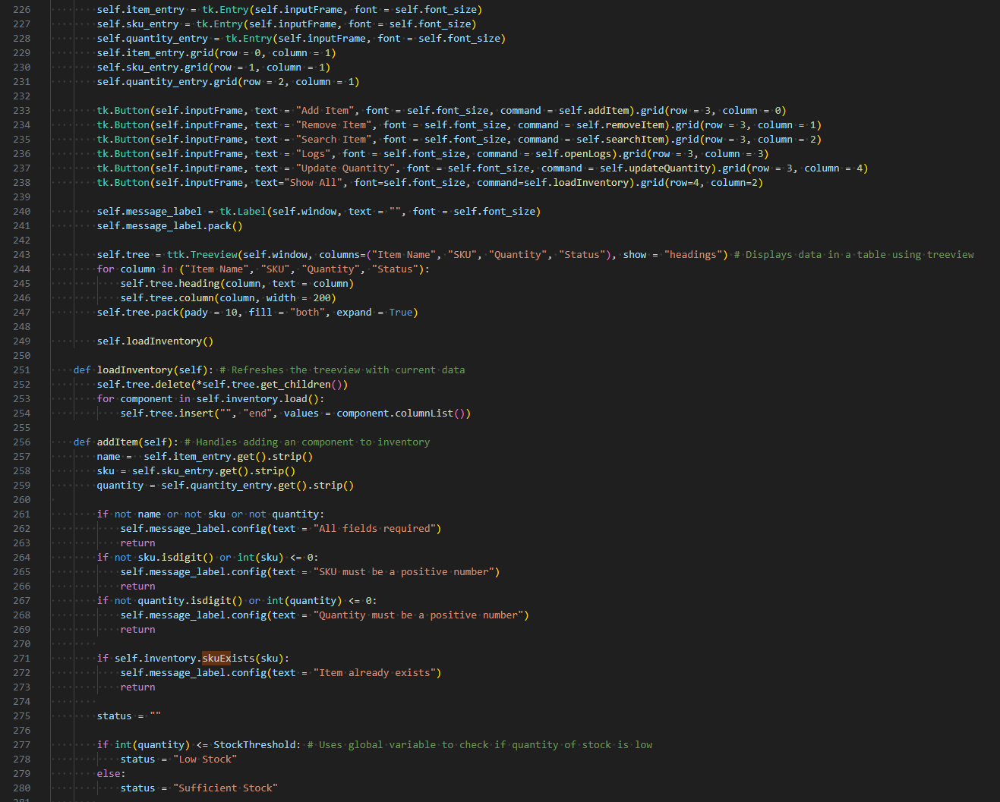 226 self.item_entry = tk.Entry(self.inputFrame, font = self.font_size)
227 self.sku_entry = tk.Entry(self.inputFrame, font = self.font_size)
228 self.quantity_entry = tk.Entry(self.inputFrame, font = self.font_size)
229 self.item_entry.grid(row = 0, column = 1)
230 self.sku_entry.grid(row = 1, column = 1)
231 self.quantity_entry.grid(row = 2, column = 1)
232
233 tk.Button(self.inputFrame, text = "Add Item", font = self.font_size, command = self.addItem).grid(row = 3, column = 0)
234 tk.Button(self.inputFrame, text = "Remove Item", font = self.font_size, command = self.removeItem).grid(row = 3, column = 1)
235 tk.Button(self.inputFrame, text = "Search Item", font = self.font_size, command = self.searchItem).grid(row = 3, column = 2)
236 tk.Button(self.inputFrame, text = "Logs", font = self.font_size, command = self.openLogs).grid(row = 3, column = 3)
237 tk.Button(self.inputFrame, text = "Update Quantity", font = self.font_size, command = self.updateQuantity).grid(row = 3, column = 4)
238 tk.Button(self.inputFrame, text="Show All", font=self.font_size, command=self.loadInventory).grid(row=4, column=2)
239
240 self.message_label = tk.Label(self.window, text = "", font = self.font_size)
241 self.message_label.pack()
242
243 self.tree = ttk.Treeview(self.window, columns=("Item Name", "SKU", "Quantity", "Status"), show = "headings") # Displays data in a table using treeview
244 for column in ("Item Name", "SKU", "Quantity", "Status"):
245 self.tree.heading(column, text = column)
246 self.tree.column(column, width = 200)
247 self.tree.pack(pady = 10, fill = "both", expand = True)
248
249 self.loadInventory()
250
251 def loadInventory(self): # Refreshes the treeview with current data
252 self.tree.delete(*self.tree.get_children())
253 for component in self.inventory.load():
254 self.tree.insert("", "end", values = component.columnList())
255
256 def addItem(self): # Handles adding an component to inventory
257 name =  self.item_entry.get().strip()
258 sku = self.sku_entry.get().strip()
259 quantity = self.quantity_entry.get().strip()
260
261 if not name or not sku or not quantity:
262 self.message_label.config(text = "All fields required")
263 return
264 if not sku.isdigit() or int(sku) <= 0:
265 self.message_label.config(text = "SKU must be a positive number")
266 return
267 if not quantity.isdigit() or int(quantity) <= 0:
268 self.message_label.config(text = "Quantity must be a positive number")
269 return
270
271 if self.inventory.skuExists(sku):
272 self.message_label.config(text = "Item already exists")
273 return
274
275 status = ""
276
277 if int(quantity) <= StockThreshold: # Uses global variable to check if quantity of stock is low
278 status = "Low Stock"
279 else:
280 status = "Sufficient Stock"